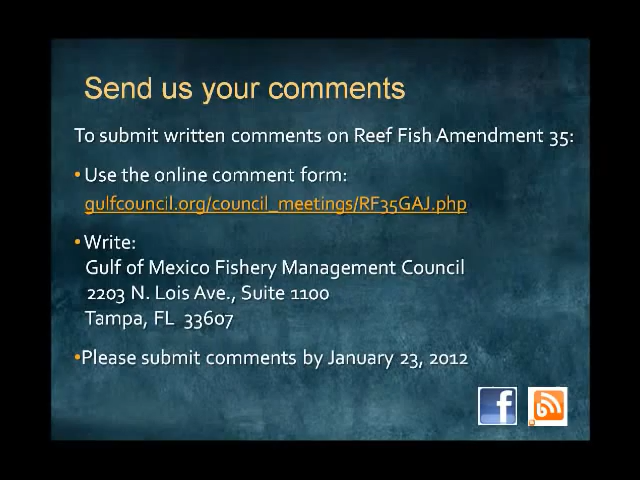 Send us your comments
To submit written comments on Reef Fish Amendment 35:
• Use the online comment form:
gulfcouncil.org/council_meetings/RF35GAJ.php
• Write:
Gulf of Mexico Fishery Management Council
2203 N. Lois Ave., Suite 1100
Tampa, FL 33607
•Please submit comments by January 23, 2012
f b